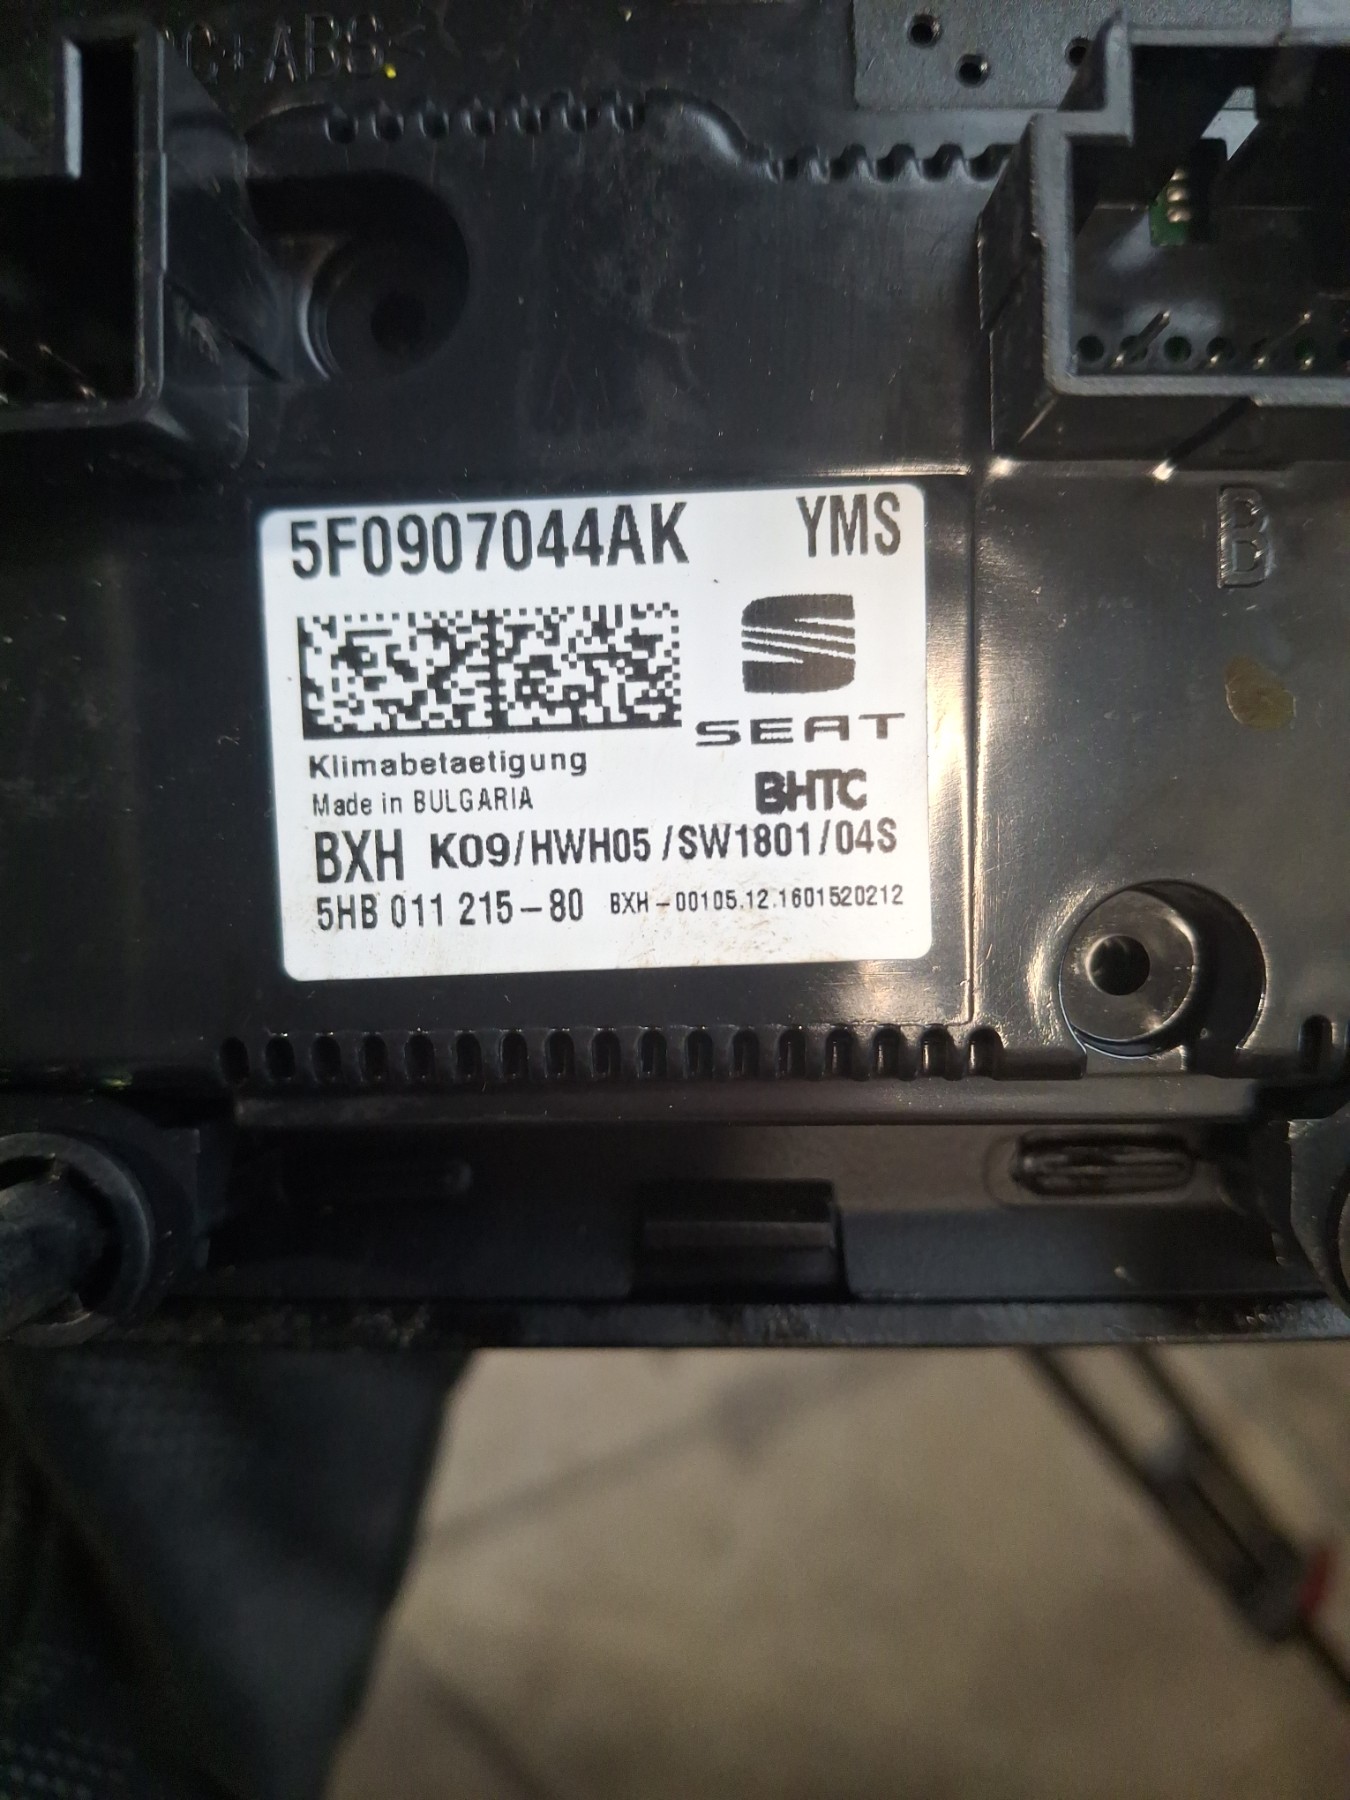 C+ABS<
5F0907044AK YMS
SEAT
Klimabetaetigung
Made in BULGARIA BHTC
BXH K09/HWH05/SW1801/04S
5HB 011 215-80 BXH-00105.12.1601520212
B